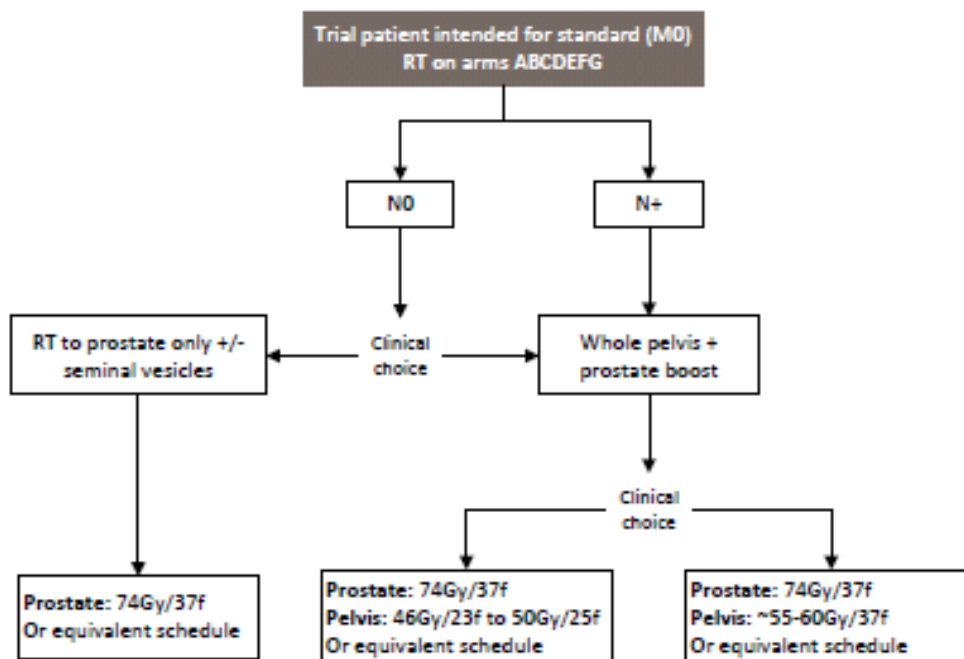 Trial patient intended for standard (M0)
RT on arms ABCDEFG
N0
N+
RT to prostate only +/-
seminal vesicles
Clinical
choice
Whole pelvis +
prostate boost
Clinical
choice
Prostate: 74Gy/37f
Or equivalent schedule
Prostate: 74Gy/37f
Pelvis: 46Gy/23f to 50Gy/25f
Or equivalent schedule
Prostate: 74Gy/37f
Pelvis: ~55-60Gy/37f
Or equivalent schedule